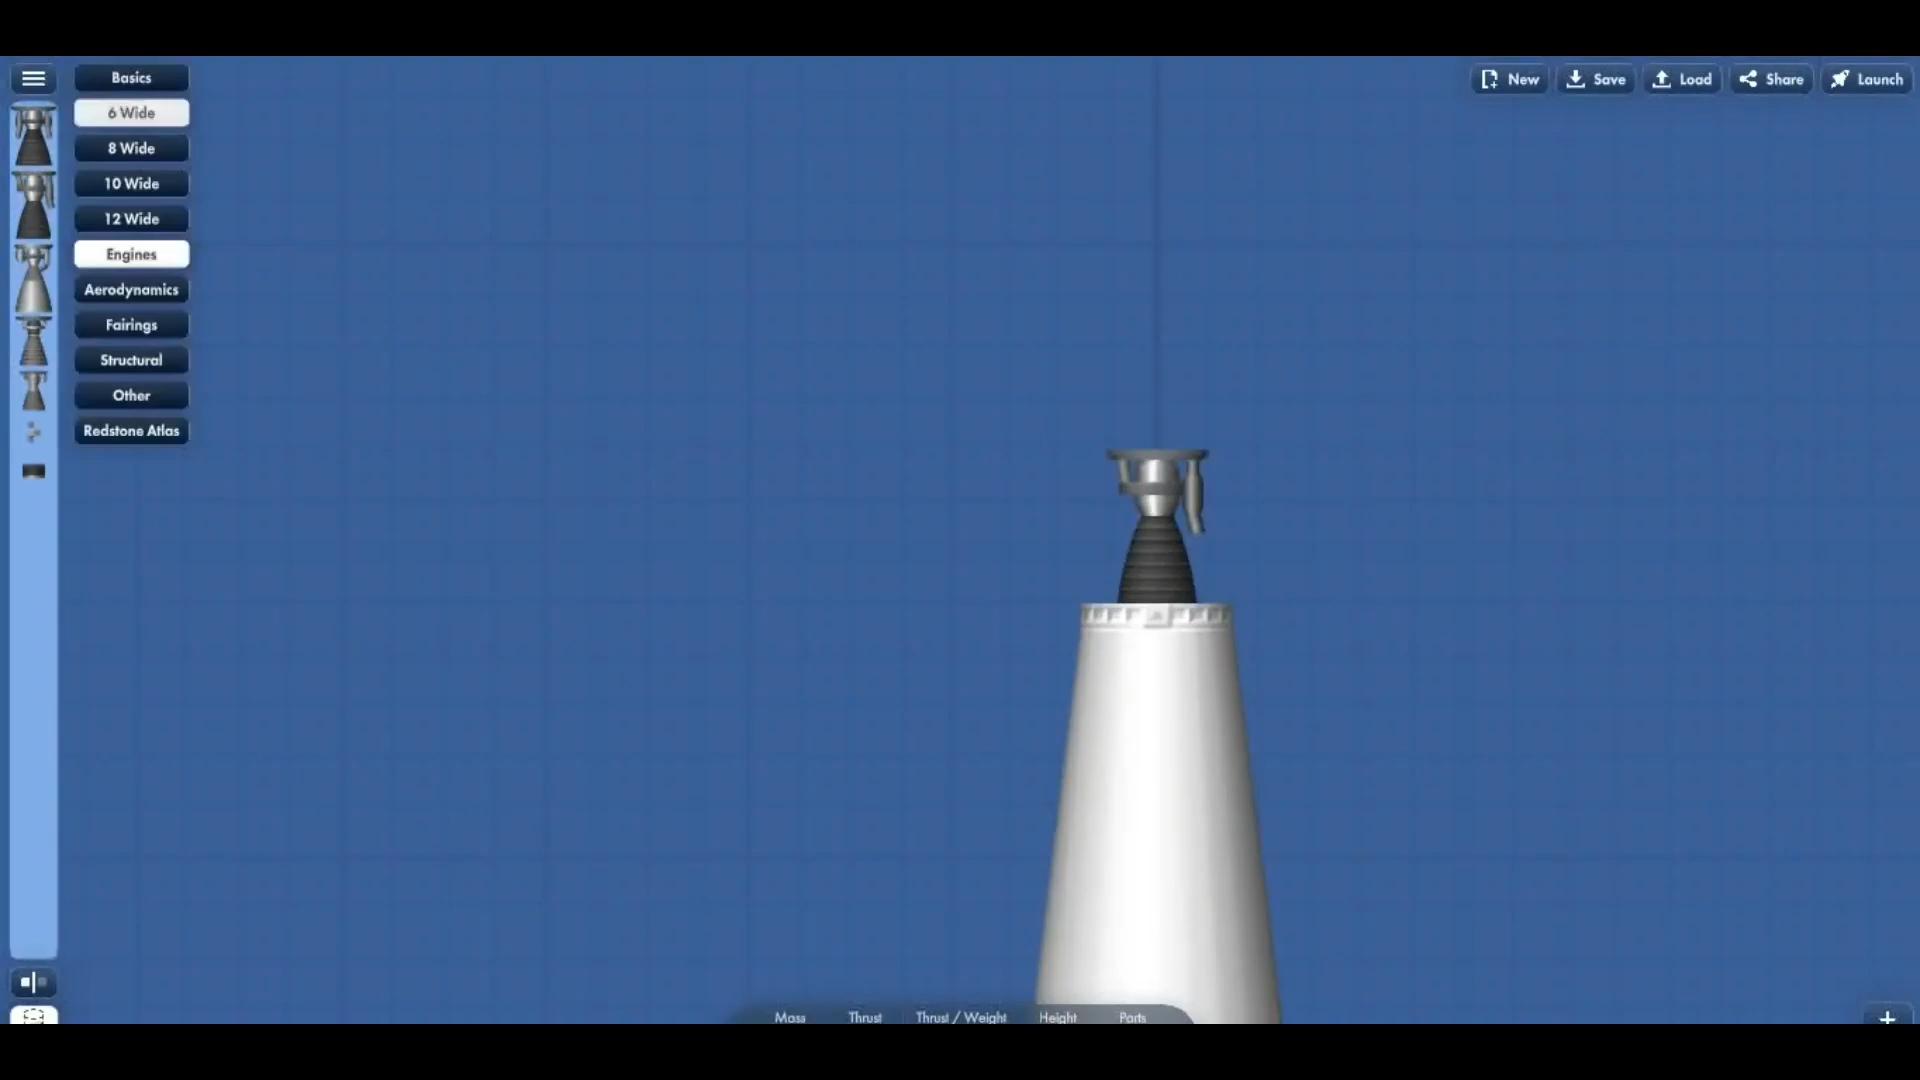 Basics
6 Wide
8 Wide
10 Wide
12 Wide
Engines
Aerodynamics
Fairings
Structural
Other
Redstone Atlas
New Save Load Share Launch
Mass Thrust Thrust / Weight Height Parts